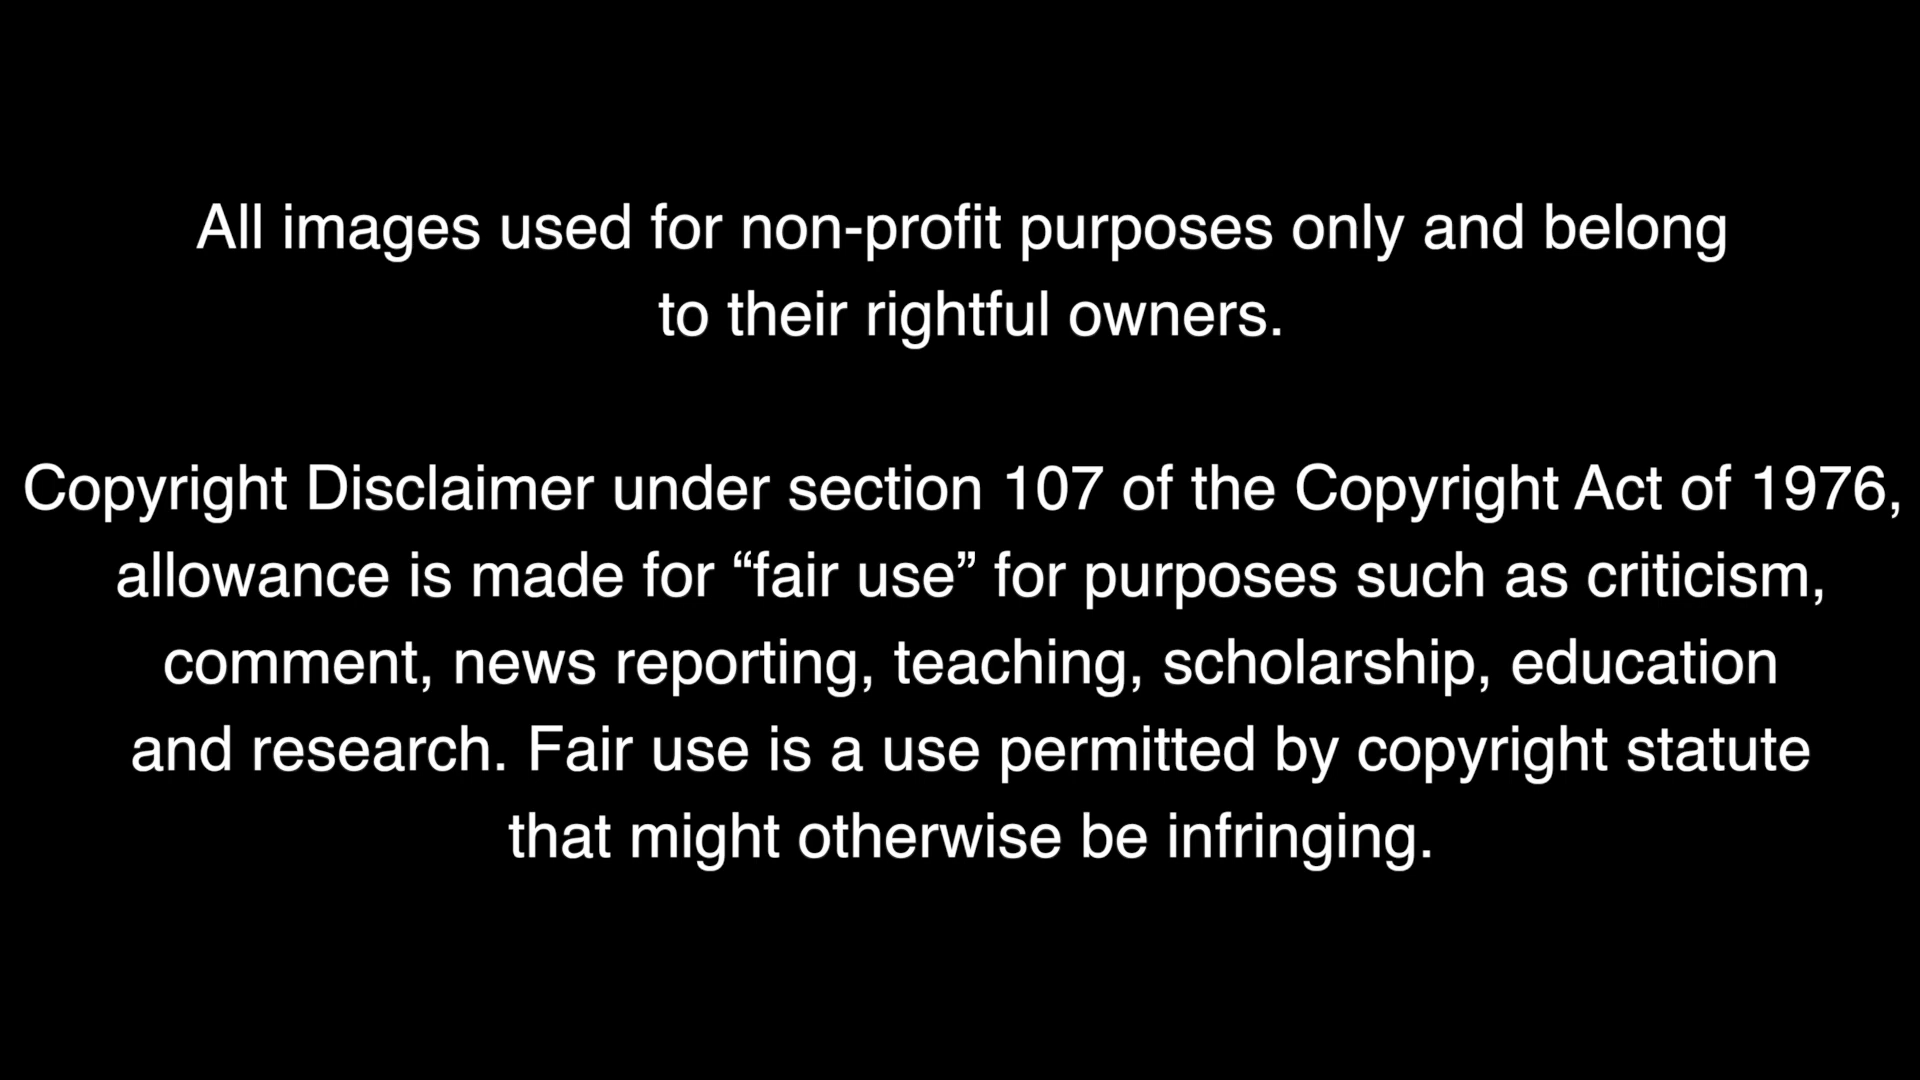 All images used for non-profit purposes only and belong
to their rightful owners.
Copyright Disclaimer under section 107 of the Copyright Act of 1976,
allowance is made for “fair use” for purposes such as criticism,
comment, news reporting, teaching, scholarship, education
and research. Fair use is a use permitted by copyright statute
that might otherwise be infringing.